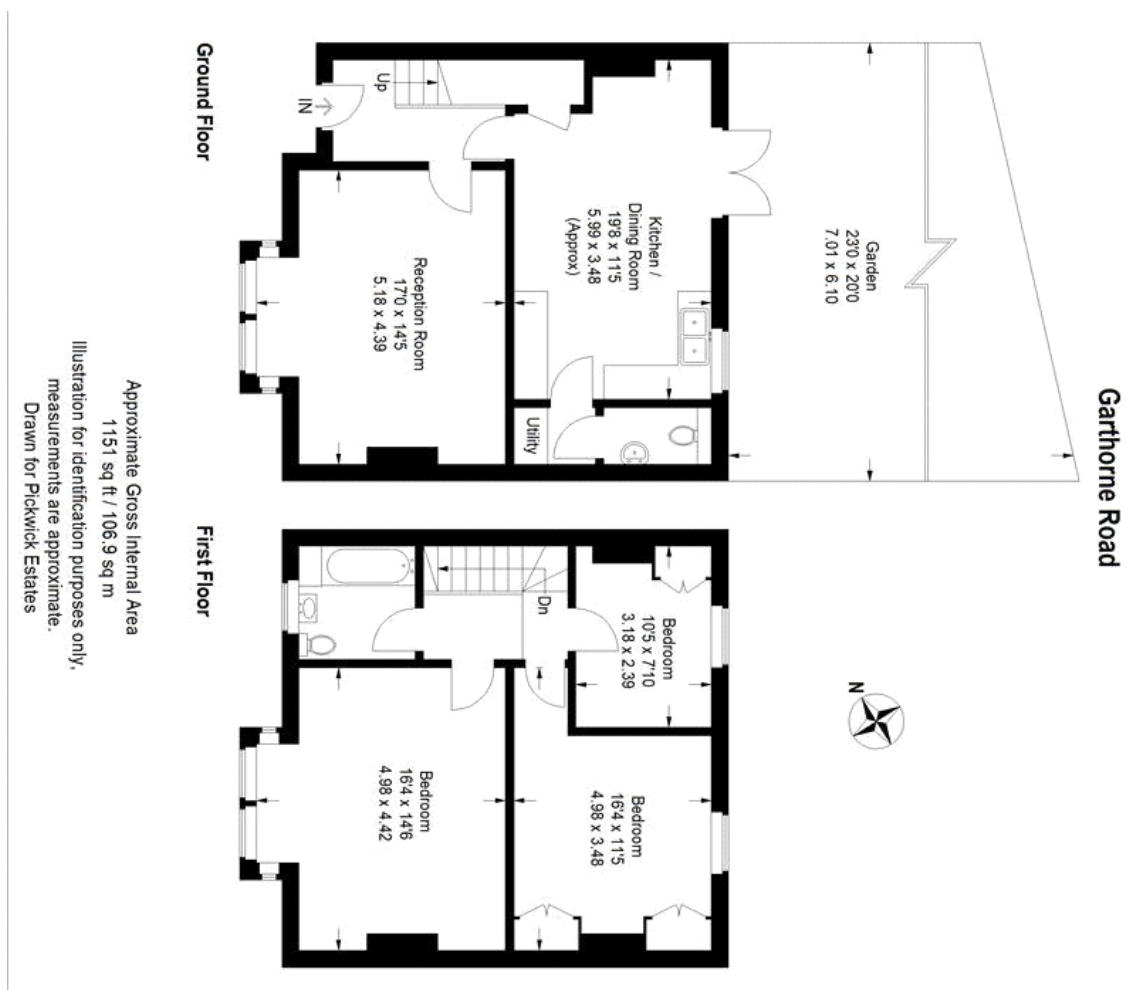 Garthorne Road
Garden
23'0 x 20'0
7.01 x 6.10
Kitchen /
Dining Room
19'8 x 11'5
5.99 x 3.48
(Approx)
Utility
Up
IN
Reception Room
17'0 x 14'5
5.18 x 4.39
Ground Floor
N
Bedroom
10'5 x 7'10
3.18 x 2.39
Bedroom
16'4 x 11'5
4.98 x 3.48
Dn
Bedroom
16'4 x 14'6
4.98 x 4.42
First Floor
Approximate Gross Internal Area
1151 sq ft / 106.9 sq m
Illustration for identification purposes only,
measurements are approximate.
Drawn for Pickwick Estates